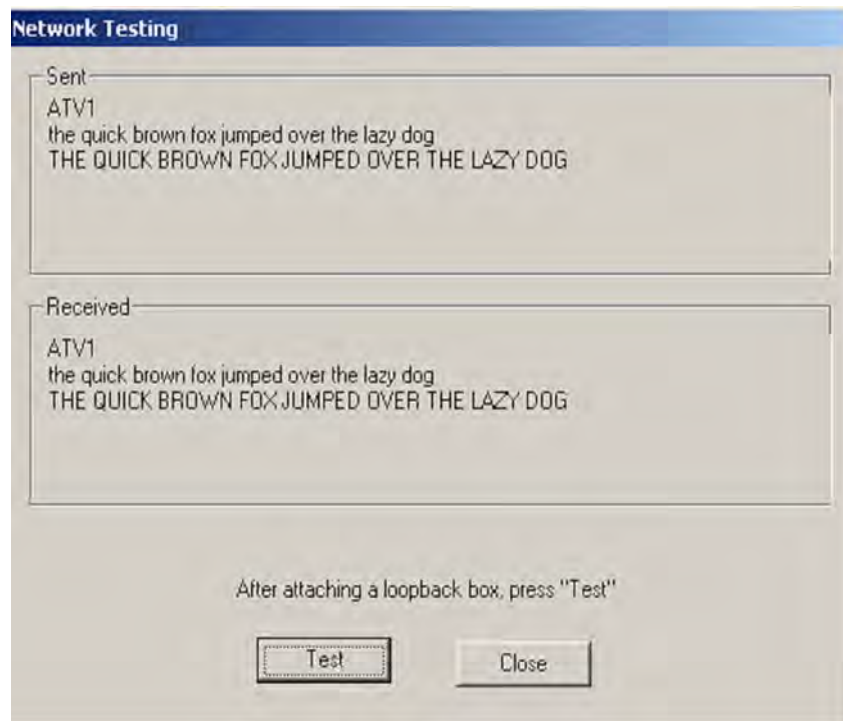 Network Testing
Sent
ATV1
the quick brown fox jumped over the lazy dog
THE QUICK BROWN FOX JUMPED OVER THE LAZY DOG
Received
ATV1
the quick brown fox jumped over the lazy dog
THE QUICK BROWN FOX JUMPED OVER THE LAZY DOG
After attaching a loopback box, press "Test"
Test
Close